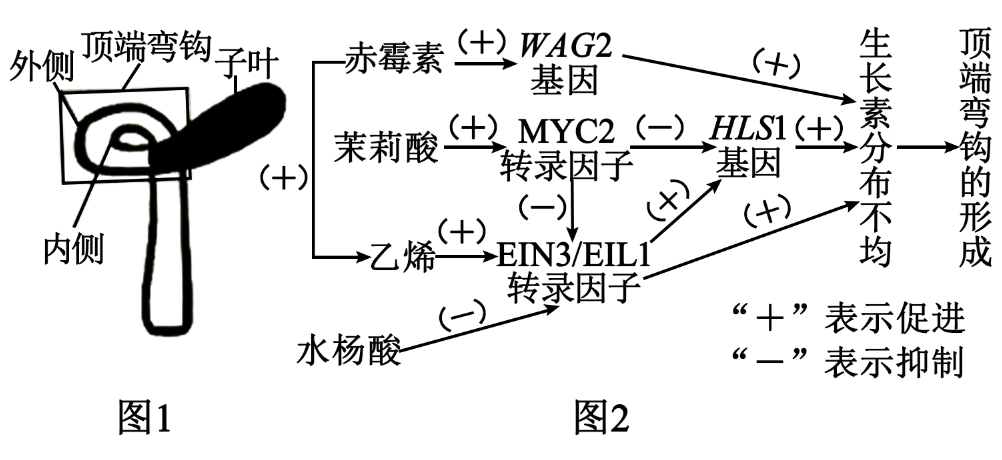 顶端弯钩
外侧
子叶
内侧
图1
(+)
赤霉素
(+)
WAG2
基因
(+)
茉莉酸
(+)
MYC2
转录因子
(−)
HLS1
基因
(+)
(−)
(+)
乙烯
(+)
EIN3/EIL1
转录因子
(+)
水杨酸
(−)
生长素分布不均
顶端弯钩的形成
“+”表示促进
“−”表示抑制
图2